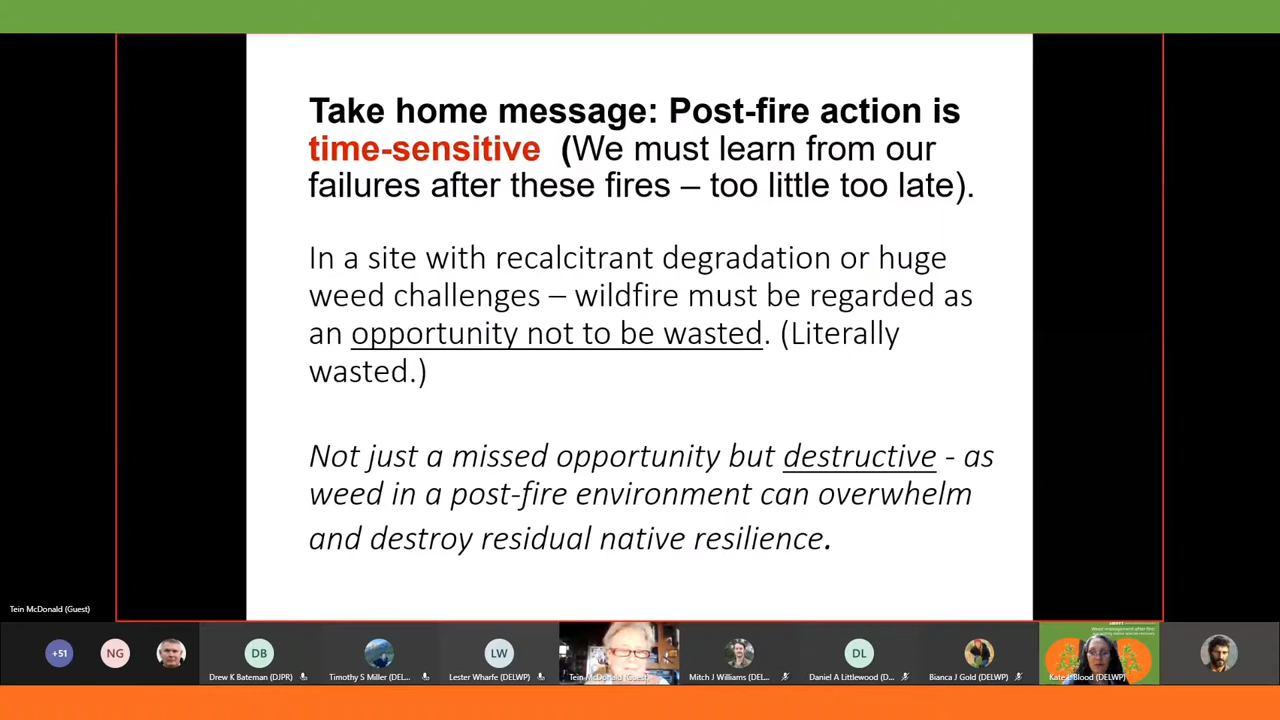 Take home message: Post-fire action is
time-sensitive (We must learn from our
failures after these fires – too little too late).
In a site with recalcitrant degradation or huge
weed challenges – wildfire must be regarded as
an opportunity not to be wasted. (Literally
wasted.)
Not just a missed opportunity but destructive - as
weed in a post-fire environment can overwhelm
and destroy residual native resilience.
Tein McDonald (Guest)
+51
NG
DB
Drew K Bateman (DJPR)
Timothy S Miller (DEL...
LW
Lester Wharfe (DELWP)
Tein McDonald (Guest)
Mitch J Williams (DEL...
DL
Daniel A Littlewood (D...
Bianca J Gold (DELWP)
Weed management after fire
Kate L Blood (DELWP)